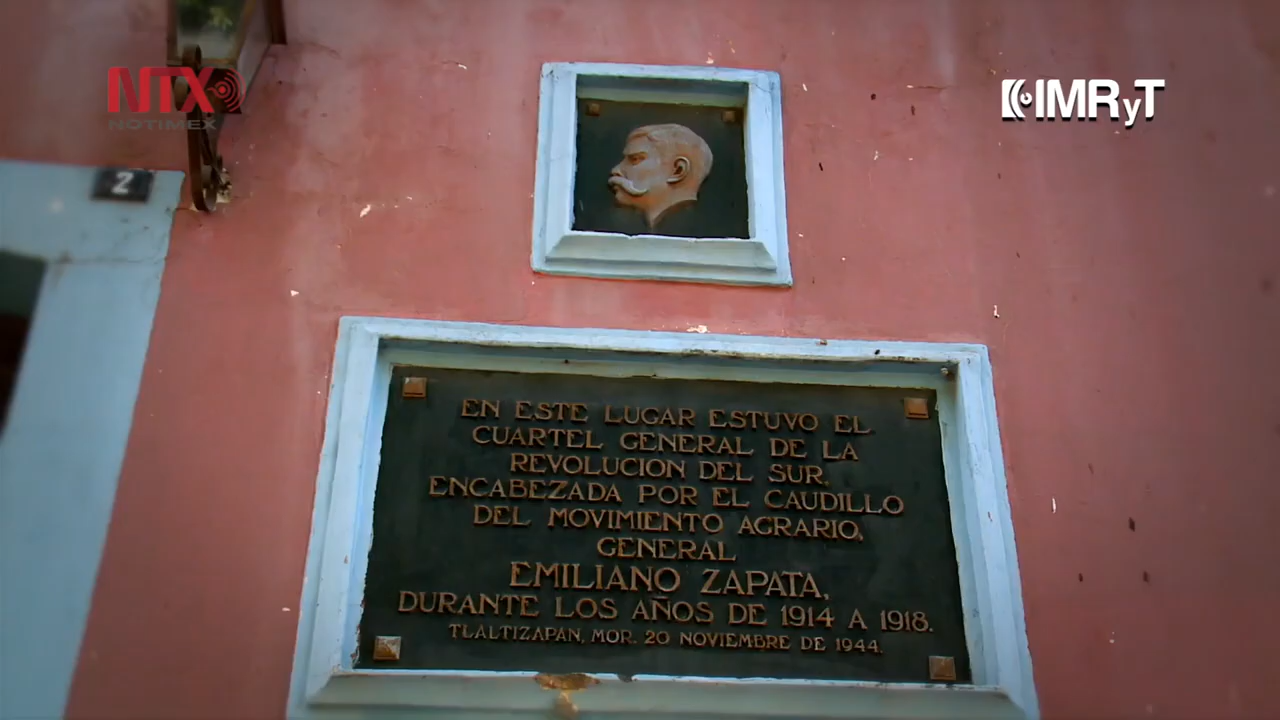 NTX
NOTIMEX
IMRyT
2
EN ESTE LUGAR ESTUVO EL
CUARTEL GENERAL DE LA
REVOLUCION DEL SUR.
ENCABEZADA POR EL CAUDILLO
DEL MOVIMIENTO AGRARIO,
GENERAL
EMILIANO ZAPATA,
DURANTE LOS AÑOS DE 1914 A 1918.
TLALTIZAPAN, MOR. 20 NOVIEMBRE DE 1944.